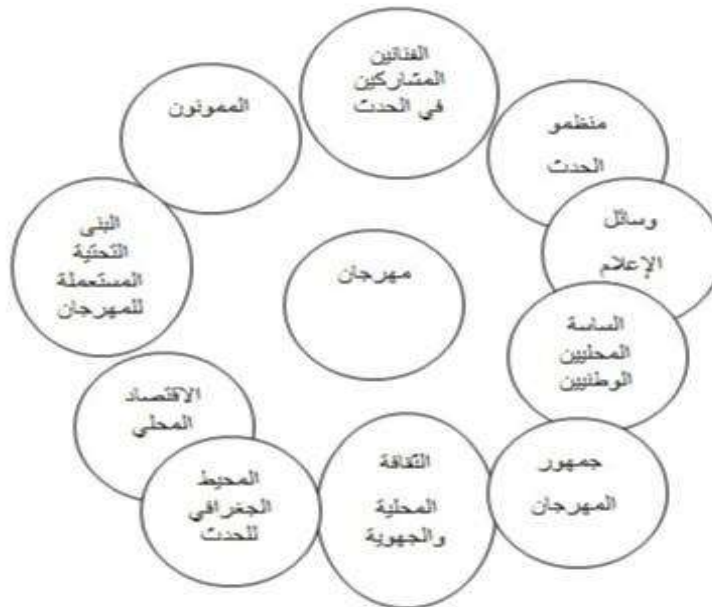 الفنانين
المشاركين
في الحدث
منظمو
الحدث
وسائل
الإعلام
الساسة
المحليين
الوطنيين
جمهور
المهرجان
الثقافة
المحلية
والجهوية
المحيط
الجغرافي
للحدث
الاقتصاد
المحلي
البنى
التحتية
المستعملة
للمهرجان
الممونون
مهرجان